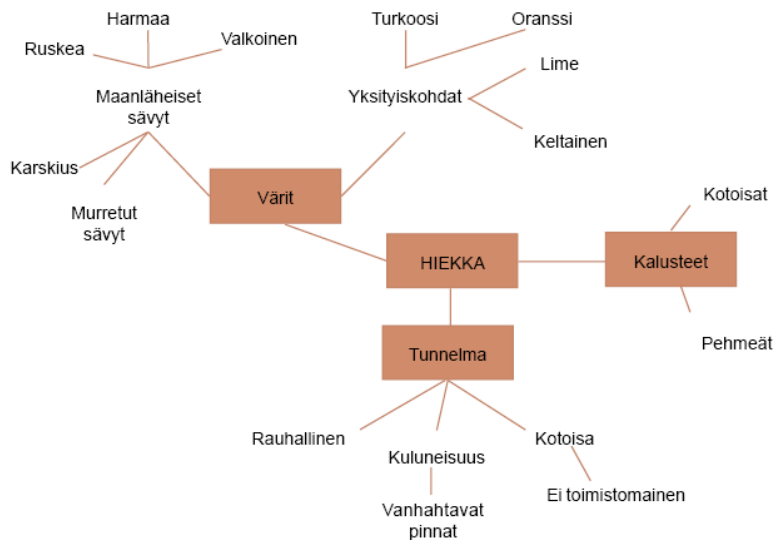 Harmaa
Ruskea
Valkoinen
Maanläheiset
sävyt
Karskius
Murretut
sävyt
Turkoosi
Oranssi
Yksityiskohdat
Lime
Keltainen
Värit
HIEKKA
Kotoisat
Kalusteet
Pehmeät
Tunnelma
Rauhallinen
Kuluneisuus
Vanhahtavat
pinnat
Kotoisa
Ei toimistomainen